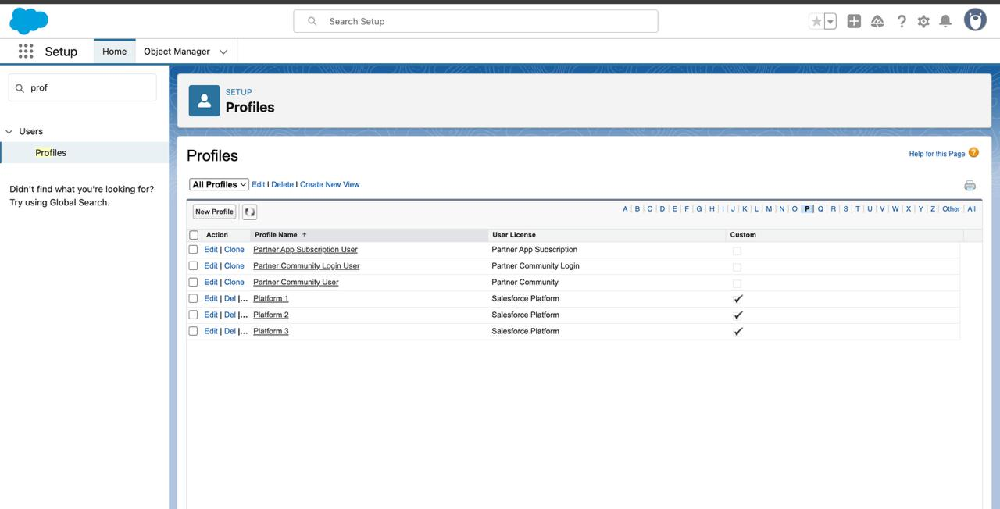 Search Setup
Setup
Home
Object Manager
prof
Users
Profiles
Didn't find what you're looking for?
Try using Global Search.
SETUP
Profiles
Profiles
Help for this Page
All Profiles Edit | Delete | Create New View
New Profile
A | B | C | D | E | F | G | H | I | J | K | L | M | N | O | P | Q | R | S | T | U | V | W | X | Y | Z | Other | All
Action Profile Name User License Custom
Edit | Clone Partner App Subscription User Partner App Subscription
Edit | Clone Partner Community Login User Partner Community Login
Edit | Clone Partner Community User Partner Community
Edit | Del |... Platform 1 Salesforce Platform
Edit | Del |... Platform 2 Salesforce Platform
Edit | Del |... Platform 3 Salesforce Platform